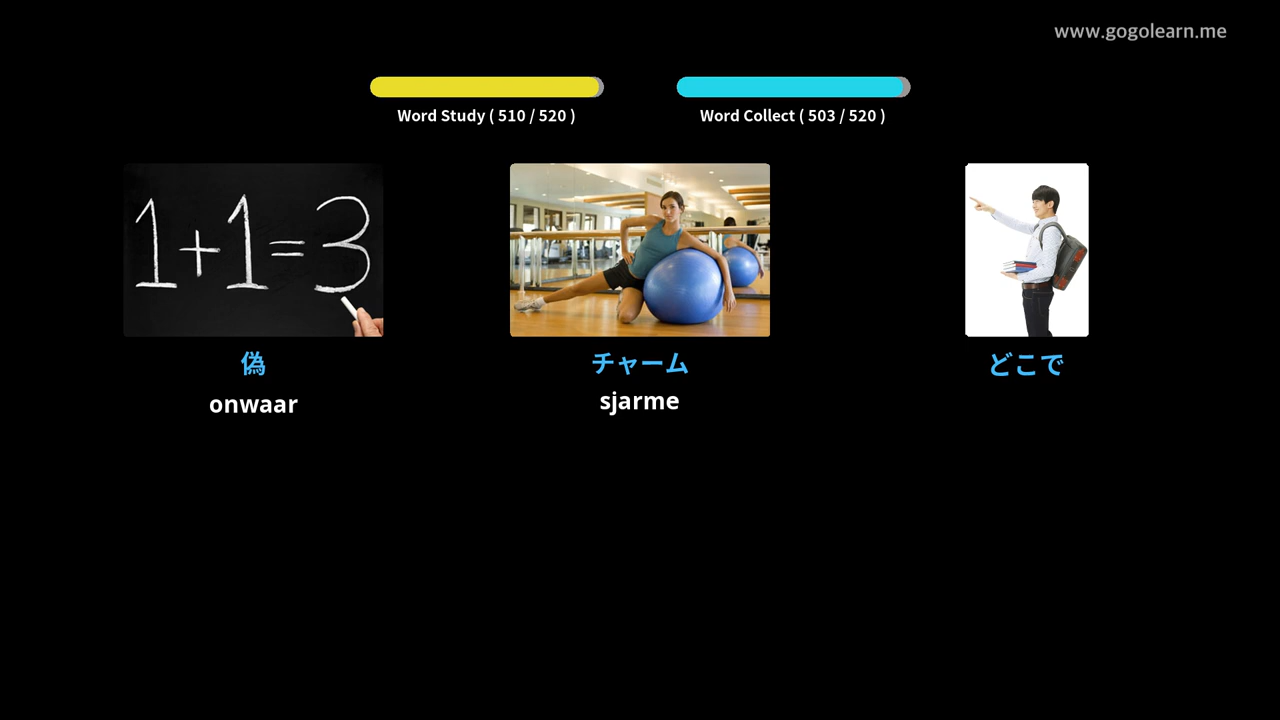 www.gogolearn.me
Word Study ( 510 / 520 )
Word Collect ( 503 / 520 )
1+1=3
偽
チャーム
どこで
onwaar
sjarme